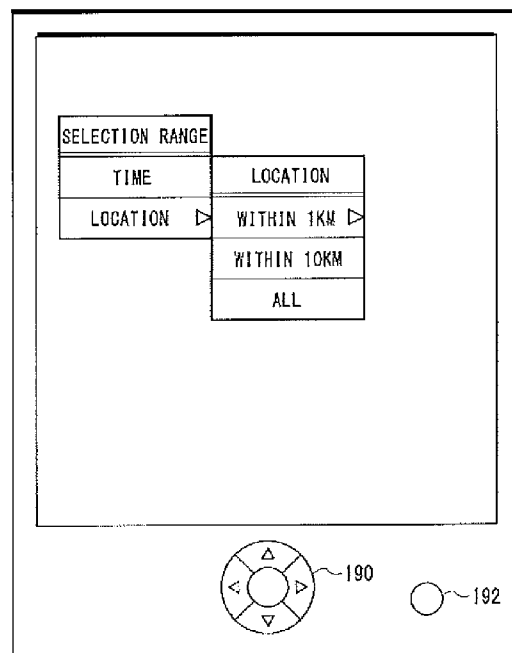 SELECTION RANGE
TIME
LOCATION
LOCATION
WITHIN 1KM
WITHIN 10KM
ALL
190
192